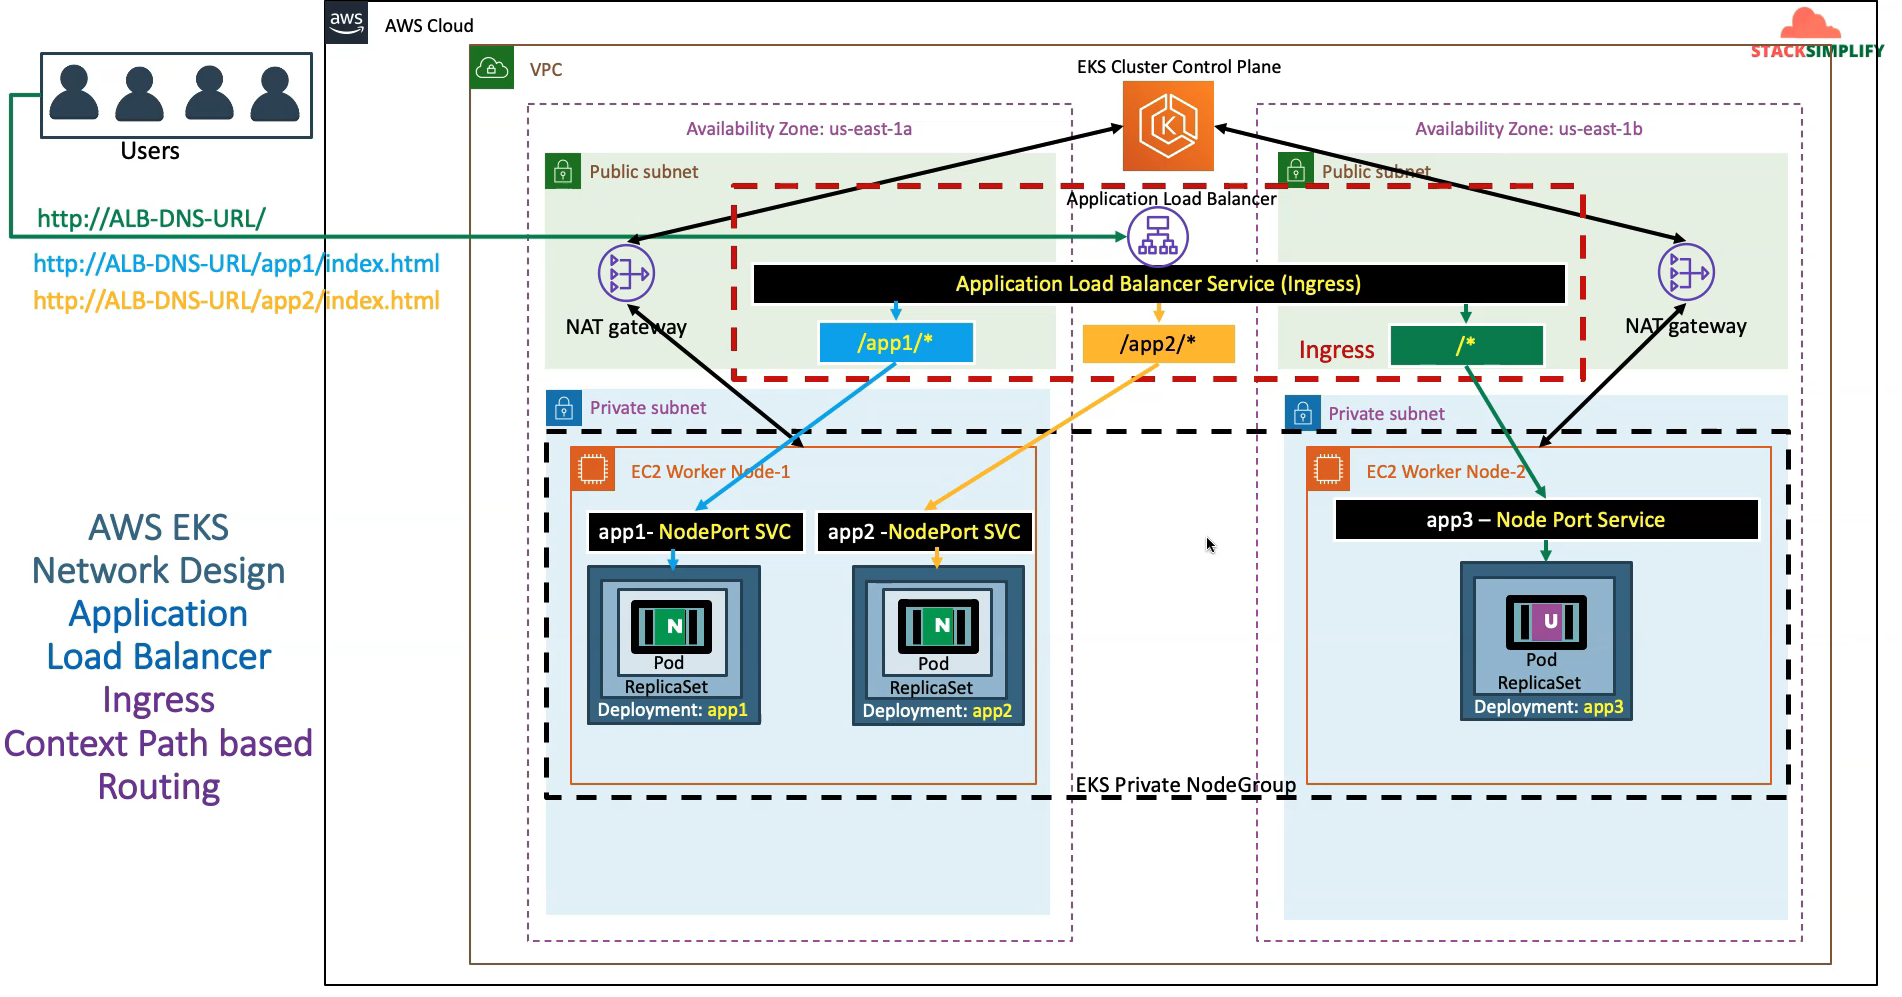 aws
AWS Cloud
STACKSIMPLIFY
VPC
EKS Cluster Control Plane
K
Users
Availability Zone: us-east-1a
Availability Zone: us-east-1b
Public subnet
Public subnet
Application Load Balancer
http://ALB-DNS-URL/
http://ALB-DNS-URL/app1/index.html
http://ALB-DNS-URL/app2/index.html
Application Load Balancer Service (Ingress)
NAT gateway
NAT gateway
/app1/*
/app2/*
Ingress
/*
Private subnet
Private subnet
EC2 Worker Node-1
EC2 Worker Node-2
app1- NodePort SVC
app2 -NodePort SVC
app3 – Node Port Service
N
Pod
ReplicaSet
Deployment: app1
N
Pod
ReplicaSet
Deployment: app2
U
Pod
ReplicaSet
Deployment: app3
EKS Private NodeGroup
AWS EKS
Network Design
Application
Load Balancer
Ingress
Context Path based
Routing